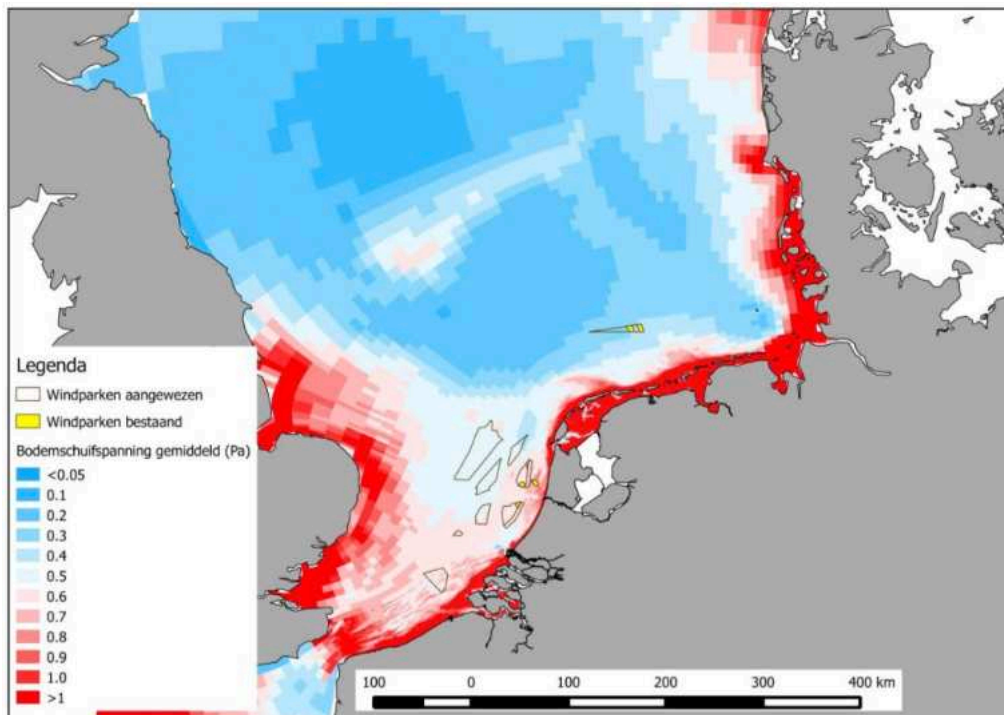 Legenda
Windparken aangewezen
Windparken bestaand
Bodemschuifspanning gemiddeld (Pa)
<0.05
0.1
0.2
0.3
0.4
0.5
0.6
0.7
0.8
0.9
1.0
>1
100 0 100 200 300 400 km